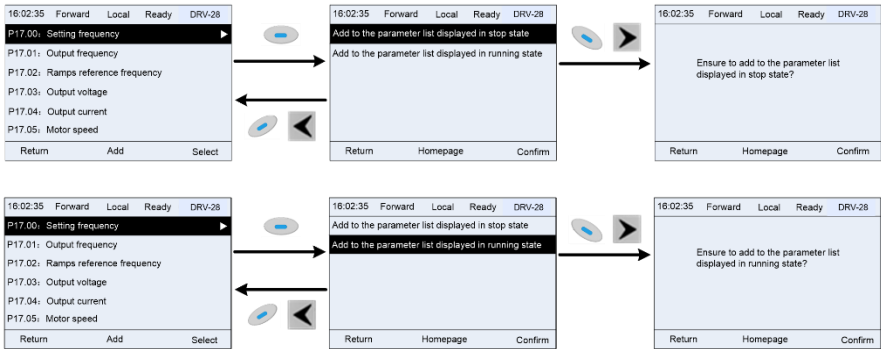 16:02:35 Forward Local Ready DRV-28
P17.00: Setting frequency
P17.01: Output frequency
P17.02: Ramps reference frequency
P17.03: Output voltage
P17.04: Output current
P17.05: Motor speed
Return Add Select
16:02:35 Forward Local Ready DRV-28
Add to the parameter list displayed in stop state
Add to the parameter list displayed in running state
Return Homepage Confirm
16:02:35 Forward Local Ready DRV-28
Ensure to add to the parameter list
displayed in stop state?
Return Homepage Confirm
16:02:35 Forward Local Ready DRV-28
P17.00: Setting frequency
P17.01: Output frequency
P17.02: Ramps reference frequency
P17.03: Output voltage
P17.04: Output current
P17.05: Motor speed
Return Add Select
16:02:35 Forward Local Ready DRV-28
Add to the parameter list displayed in stop state
Add to the parameter list displayed in running state
Return Homepage Confirm
16:02:35 Forward Local Ready DRV-28
Ensure to add to the parameter list
displayed in running state?
Return Homepage Confirm